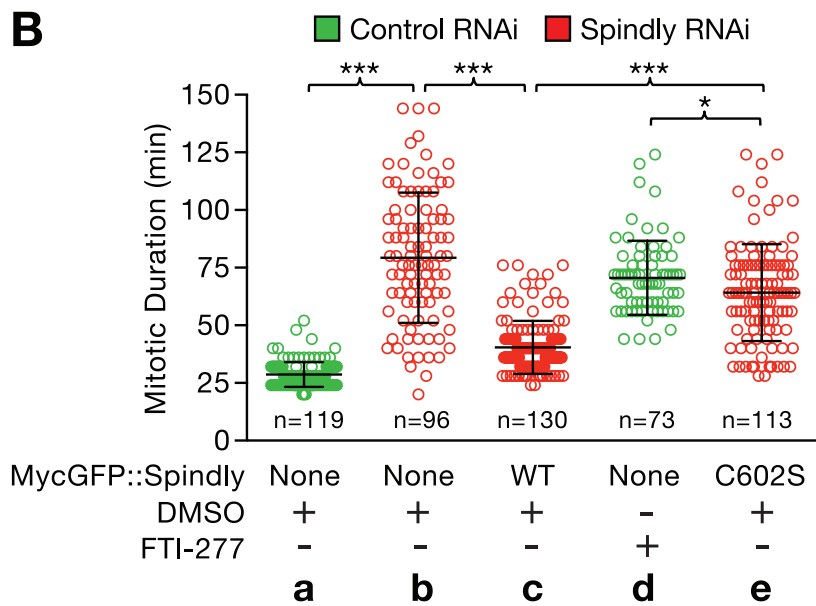 B
Control RNAi Spindly RNAi
*** *** ***
*
Mitotic Duration (min)
150
125
100
75
50
25
0
n=119 n=96 n=130 n=73 n=113
MycGFP::Spindly None None WT None C602S
DMSO + + + - +
FTI-277 - - - + -
a b c d e